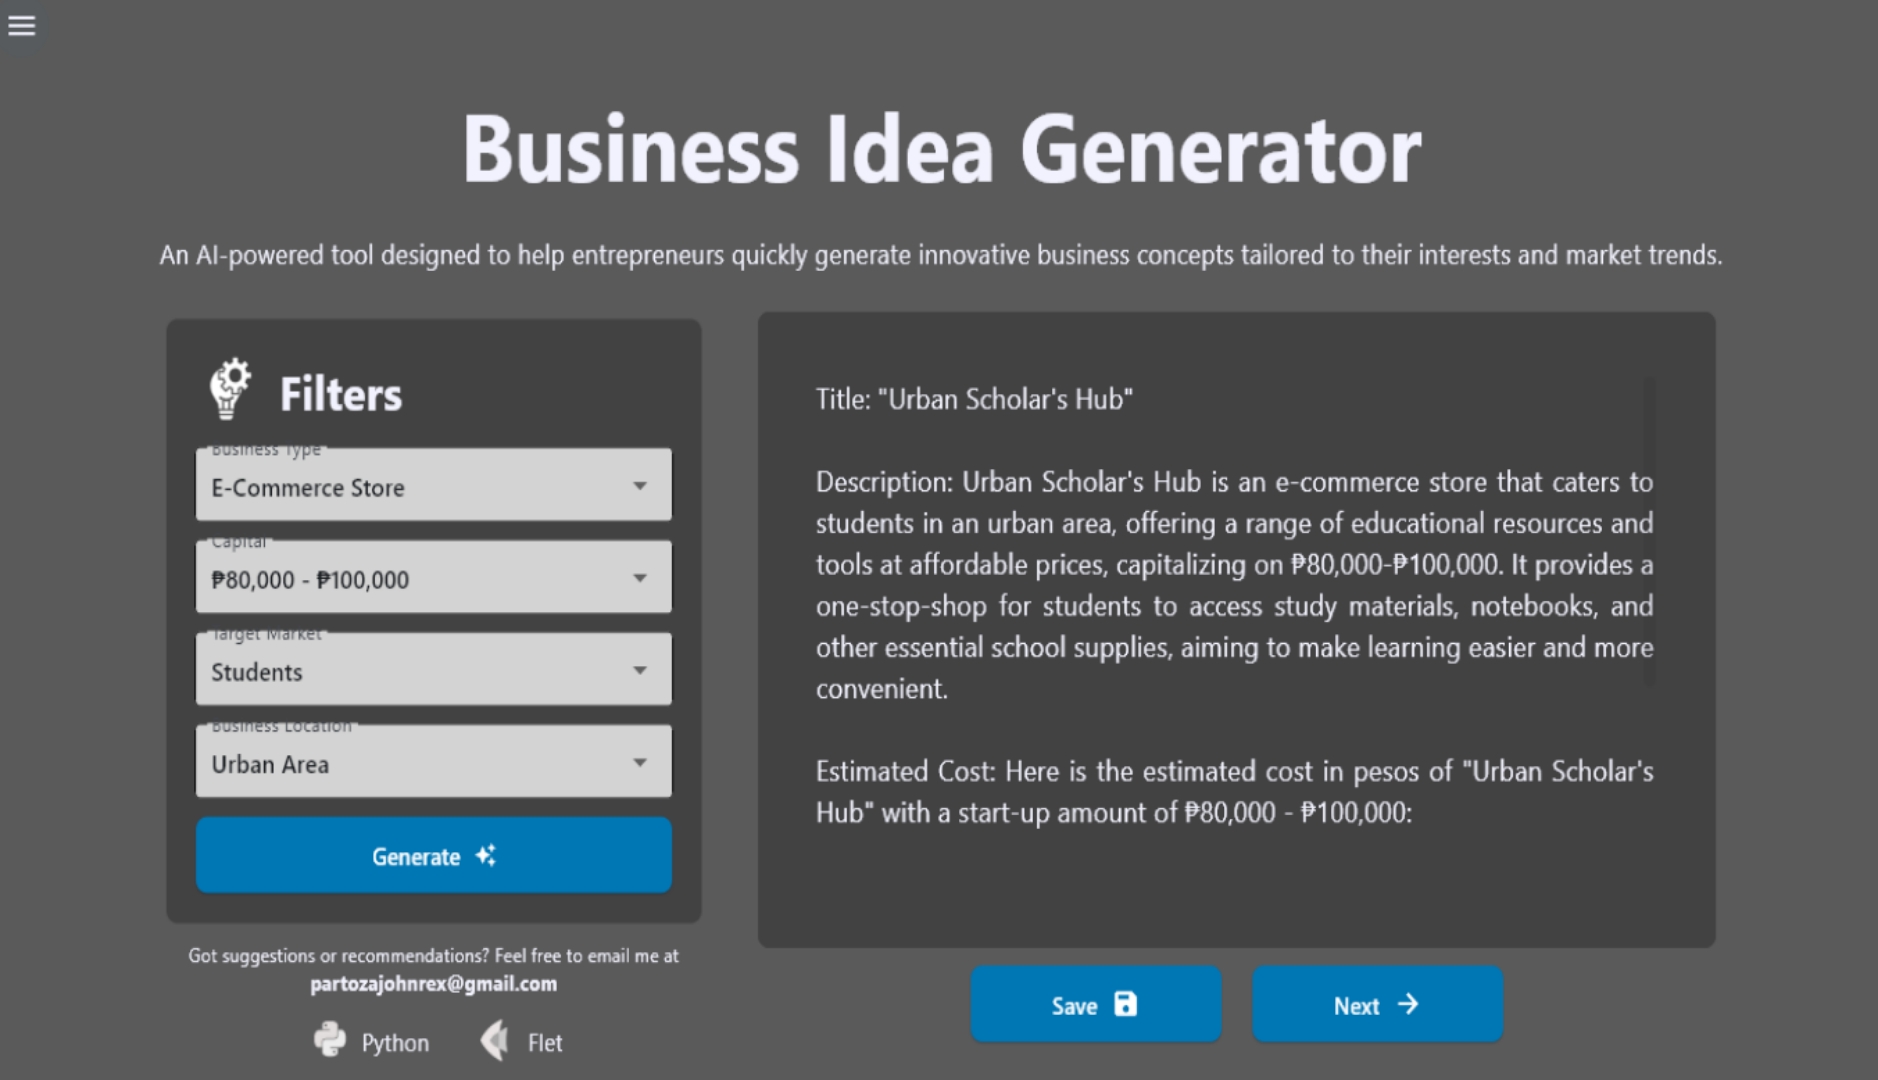 Business Idea Generator
An AI-powered tool designed to help entrepreneurs quickly generate innovative business concepts tailored to their interests and market trends.
Filters
Business Type
E-Commerce Store
Capital
₱80,000 - ₱100,000
Target Market
Students
Business Location
Urban Area
Generate
Got suggestions or recommendations? Feel free to email me at
partozajohnrex@gmail.com
Python
Flet
Title: "Urban Scholar's Hub"
Description: Urban Scholar's Hub is an e-commerce store that caters to
students in an urban area, offering a range of educational resources and
tools at affordable prices, capitalizing on ₱80,000-₱100,000. It provides a
one-stop-shop for students to access study materials, notebooks, and
other essential school supplies, aiming to make learning easier and more
convenient.
Estimated Cost: Here is the estimated cost in pesos of "Urban Scholar's
Hub" with a start-up amount of ₱80,000 - ₱100,000:
Save
Next